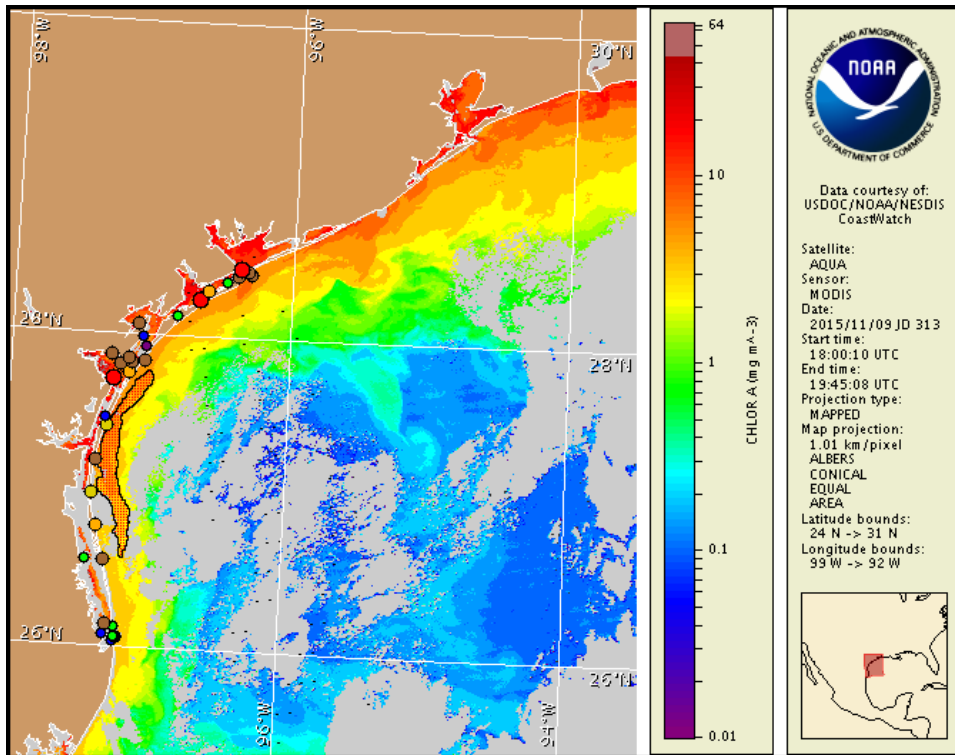 98°W
96°W
30°N
28°N
28°N
26°N
26°N
96°W
94°W
64
10
1
0.1
0.01
CHLOR A (mg m^-3)
NATIONAL OCEANIC AND ATMOSPHERIC ADMINISTRATION
NOAA
U.S. DEPARTMENT OF COMMERCE
Data courtesy of:
USDOC/NOAA/NESDIS
CoastWatch
Satellite:
AQUA
Sensor:
MODIS
Date:
2015/11/09 JD 313
Start time:
18:00:10 UTC
End time:
19:45:08 UTC
Projection type:
MAPPED
Map projection:
1.01 km/pixel
ALBERS
CONICAL
EQUAL
AREA
Latitude bounds:
24 N -> 31 N
Longitude bounds:
99 W -> 92 W